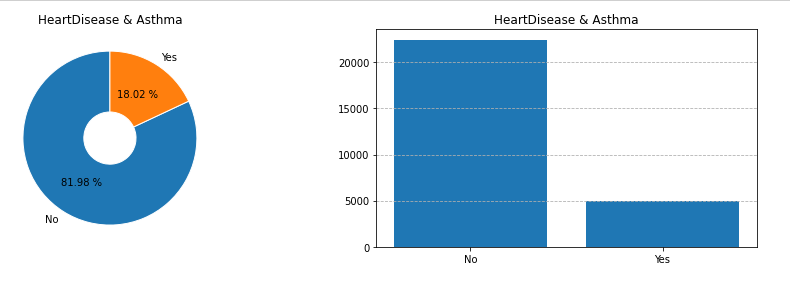 HeartDisease & Asthma
Yes
18.02 %
81.98 %
No
HeartDisease & Asthma
20000
15000
10000
5000
0
No
Yes